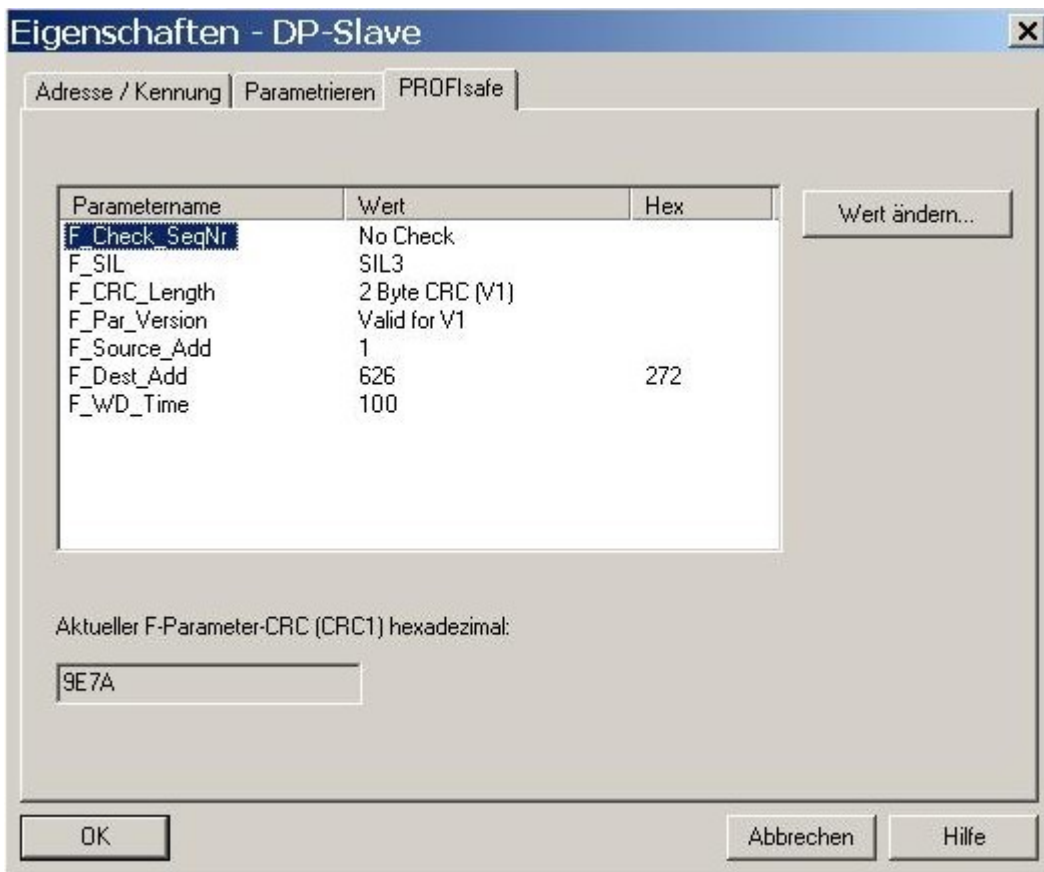 Eigenschaften - DP-Slave
Adresse / Kennung Parametrieren PROFIsafe
Parametername Wert Hex
Wert ändern...
F_Check_SeqNr No Check
F_SIL SIL3
F_CRC_Length 2 Byte CRC (V1)
F_Par_Version Valid for V1
F_Source_Add 1
F_Dest_Add 626 272
F_WD_Time 100
Aktueller F-Parameter-CRC (CRC1) hexadezimal:
9E7A
OK Abbrechen Hilfe